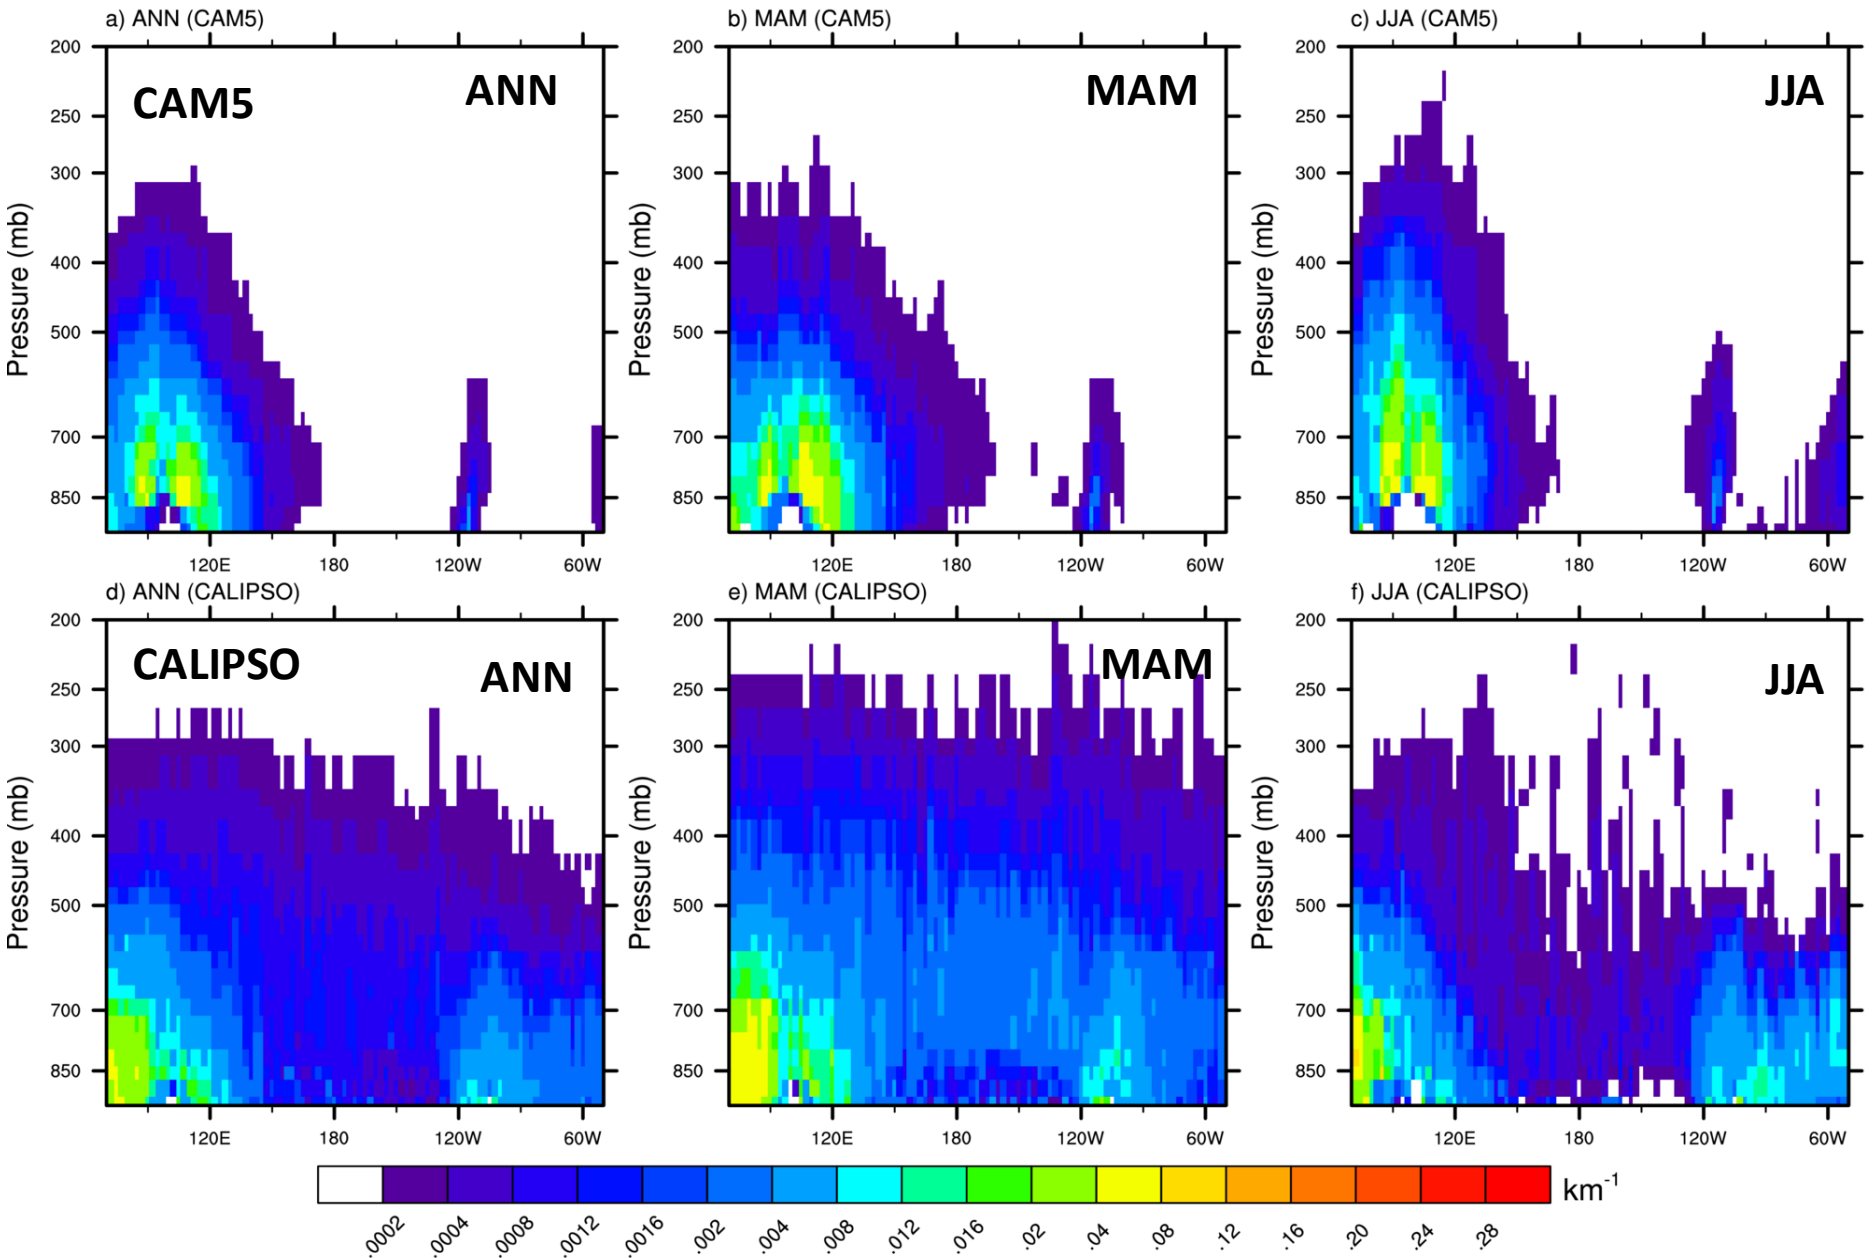 a) ANN (CAM5)
b) MAM (CAM5)
c) JJA (CAM5)
CAM5
ANN
MAM
JJA
Pressure (mb)
200
250
300
400
500
700
850
120E
180
120W
60W
Pressure (mb)
200
250
300
400
500
700
850
120E
180
120W
60W
Pressure (mb)
200
250
300
400
500
700
850
120E
180
120W
60W
d) ANN (CALIPSO)
e) MAM (CALIPSO)
f) JJA (CALIPSO)
CALIPSO
ANN
MAM
JJA
Pressure (mb)
200
250
300
400
500
700
850
120E
180
120W
60W
Pressure (mb)
200
250
300
400
500
700
850
120E
180
120W
60W
Pressure (mb)
200
250
300
400
500
700
850
120E
180
120W
60W
.0002 .0004 .0008 .0012 .0016 .002 .004 .008 .012 .016 .02 .04 .08 .12 .16 .20 .24 .28
km⁻¹